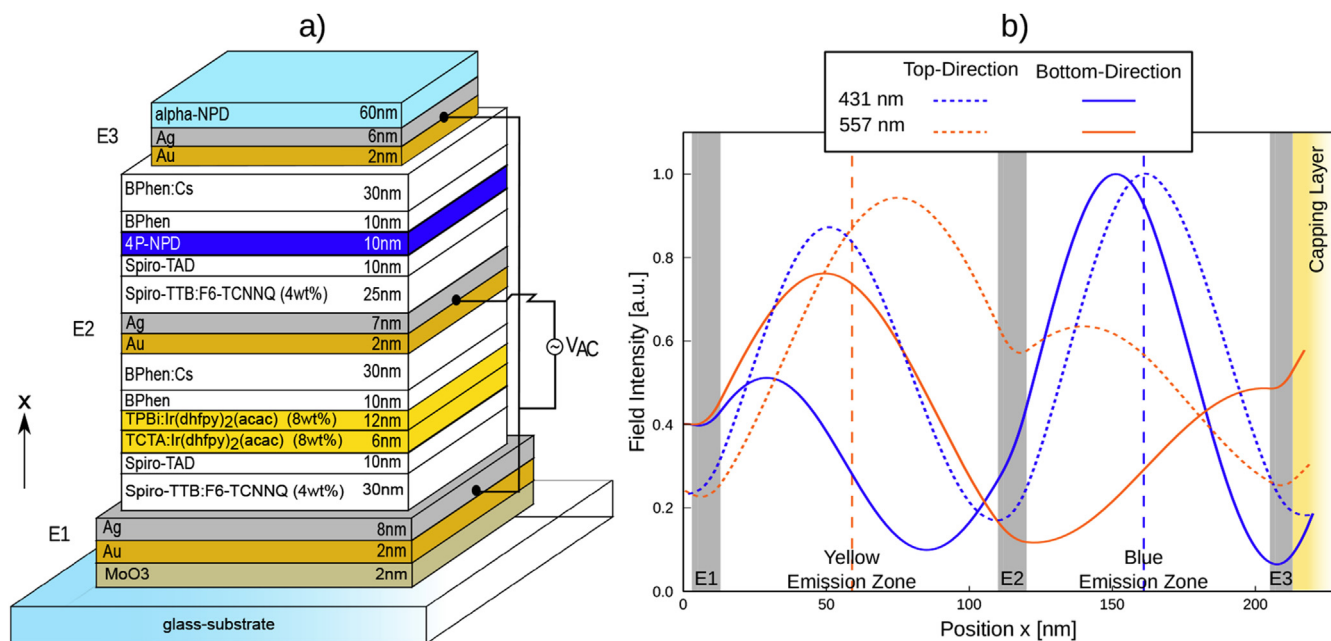 a)
alpha-NPD 60nm
E3
Ag 6nm
Au 2nm
BPhen:Cs 30nm
BPhen 10nm
4P-NPD 10nm
Spiro-TAD 10nm
Spiro-TTB:F6-TCNNQ (4wt%) 25nm
E2
Ag 7nm
Au 2nm
VAC
BPhen:Cs 30nm
BPhen 10nm
x
TPBi:Ir(dhfpy)2(acac) (8wt%) 12nm
TCTA:Ir(dhfpy)2(acac) (8wt%) 6nm
Spiro-TAD 10nm
Spiro-TTB:F6-TCNNQ (4wt%) 30nm
E1
Ag 8nm
Au 2nm
MoO3 2nm
glass-substrate
b)
Top-Direction Bottom-Direction
431 nm
557 nm
Field Intensity [a.u.]
1.0
0.8
0.6
0.4
0.2
0.0
Capping Layer
E1
Yellow
Emission Zone
E2
Blue
Emission Zone
E3
0 50 100 150 200
Position x [nm]